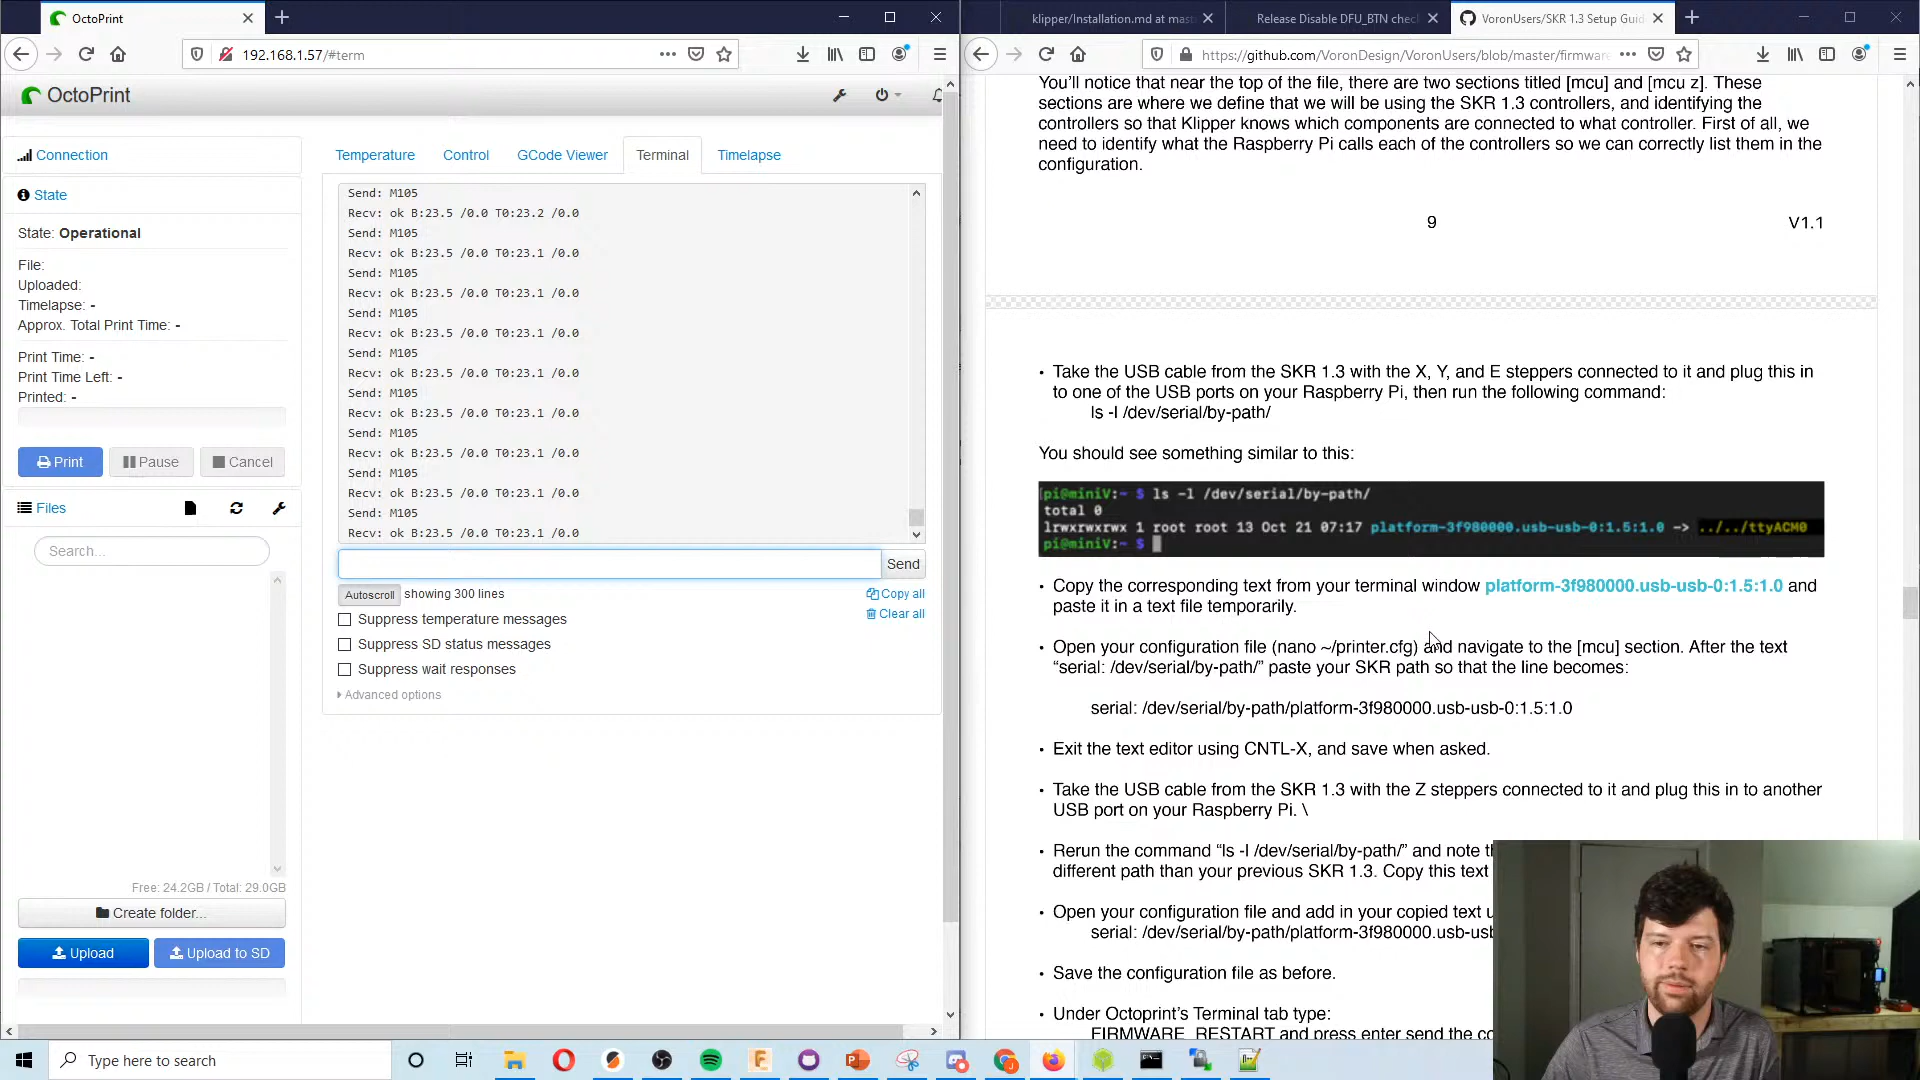 OctoPrint
192.168.1.57/#term
OctoPrint
Connection
State
State: Operational
File:
Uploaded:
Timelapse: -
Approx. Total Print Time: -
Print Time: -
Print Time Left: -
Printed: -
Print
Pause
Cancel
Files
Search...
Free: 24.2GB / Total: 29.0GB
Create folder...
Upload
Upload to SD
Temperature
Control
GCode Viewer
Terminal
Timelapse
Send: M105
Recv: ok B:23.5 /0.0 T0:23.2 /0.0
Send: M105
Recv: ok B:23.5 /0.0 T0:23.1 /0.0
Send: M105
Recv: ok B:23.5 /0.0 T0:23.1 /0.0
Send: M105
Recv: ok B:23.5 /0.0 T0:23.1 /0.0
Send: M105
Recv: ok B:23.5 /0.0 T0:23.1 /0.0
Send: M105
Recv: ok B:23.5 /0.0 T0:23.1 /0.0
Send: M105
Recv: ok B:23.5 /0.0 T0:23.1 /0.0
Send: M105
Recv: ok B:23.5 /0.0 T0:23.1 /0.0
Send: M105
Recv: ok B:23.5 /0.0 T0:23.1 /0.0
Send
Autoscroll showing 300 lines
Copy all
Clear all
Suppress temperature messages
Suppress SD status messages
Suppress wait responses
Advanced options
klipper/Installation.md at mast
Release Disable DFU_BTN chec
VoronUsers/SKR 1.3 Setup Guid
https://github.com/VoronDesign/VoronUsers/blob/master/firmware
You'll notice that near the top of the file, there are two sections titled [mcu] and [mcu z]. These
sections are where we define that we will be using the SKR 1.3 controllers, and identifying the
controllers so that Klipper knows which components are connected to what controller. First of all, we
need to identify what the Raspberry Pi calls each of the controllers so we can correctly list them in the
configuration.
9
V1.1
• Take the USB cable from the SKR 1.3 with the X, Y, and E steppers connected to it and plug this in
to one of the USB ports on your Raspberry Pi, then run the following command:
ls -l /dev/serial/by-path/
You should see something similar to this:
pi@miniV:~ $ ls -l /dev/serial/by-path/
total 0
lrwxrwxrwx 1 root root 13 Oct 21 07:17 platform-3f980000.usb-usb-0:1.5:1.0 -> ../../ttyACM0
pi@miniV:~ $
• Copy the corresponding text from your terminal window platform-3f980000.usb-usb-0:1.5:1.0 and
paste it in a text file temporarily.
• Open your configuration file (nano ~/printer.cfg) and navigate to the [mcu] section. After the text
“serial: /dev/serial/by-path/” paste your SKR path so that the line becomes:
serial: /dev/serial/by-path/platform-3f980000.usb-usb-0:1.5:1.0
• Exit the text editor using CNTL-X, and save when asked.
• Take the USB cable from the SKR 1.3 with the Z steppers connected to it and plug this in to another
USB port on your Raspberry Pi. \
• Rerun the command “ls -l /dev/serial/by-path/” and note th
different path than your previous SKR 1.3. Copy this text
• Open your configuration file and add in your copied text u
serial: /dev/serial/by-path/platform-3f980000.usb-usb
• Save the configuration file as before.
• Under Octoprint's Terminal tab type:
FIRMWARE_RESTART and press enter send the co
Type here to search